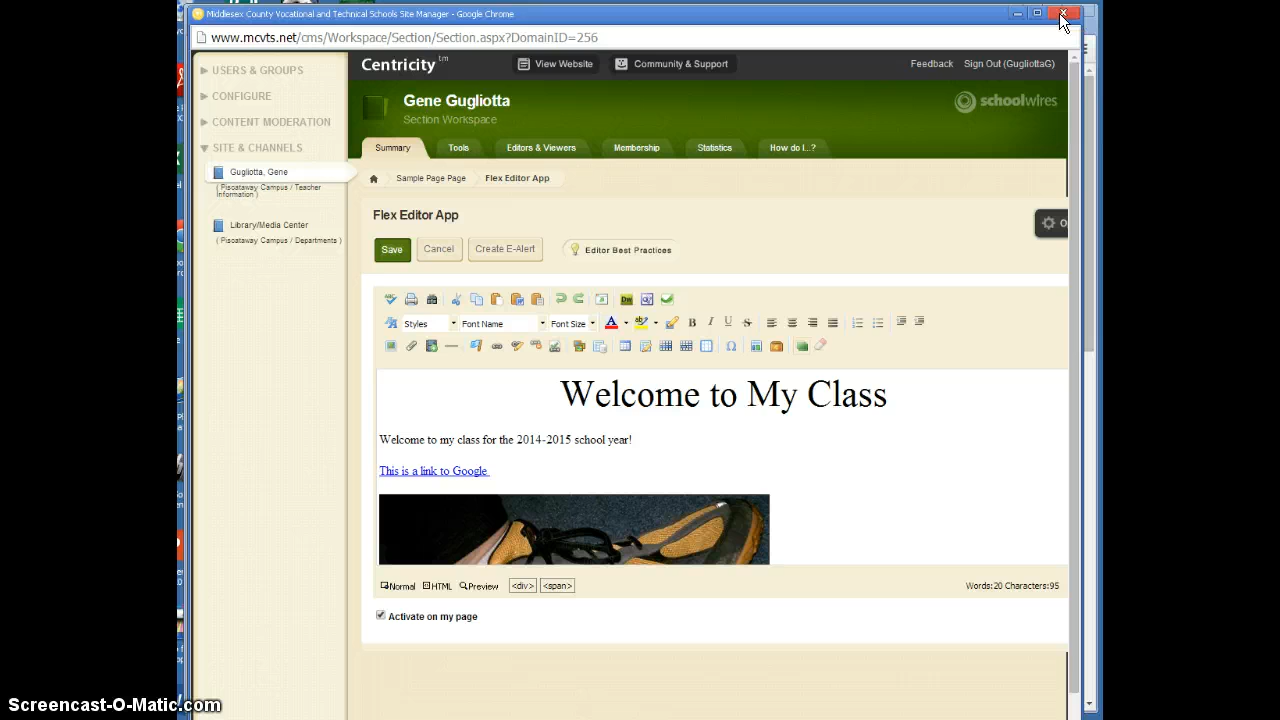 Middlesex County Vocational and Technical Schools Site Manager - Google Chrome
www.mcvts.net/cms/Workspace/Section/Section.aspx?DomainID=256
USERS & GROUPS
CONFIGURE
CONTENT MODERATION
SITE & CHANNELS
Gugliotta, Gene
( Piscataway Campus / Teacher
Information )
Library/Media Center
( Piscataway Campus / Departments )
Centricity ™
View Website
Community & Support
Feedback
Sign Out (GugliottaG)
Gene Gugliotta
Section Workspace
schoolwires
Summary
Tools
Editors & Viewers
Membership
Statistics
How do I...?
Sample Page Page
Flex Editor App
Flex Editor App
Save
Cancel
Create E-Alert
Editor Best Practices
Styles
Font Name
Font Size
Welcome to My Class
Welcome to my class for the 2014-2015 school year!
This is a link to Google
Normal
HTML
Preview
<div>
<span>
Words:20 Characters:95
Activate on my page
Screencast-O-Matic.com